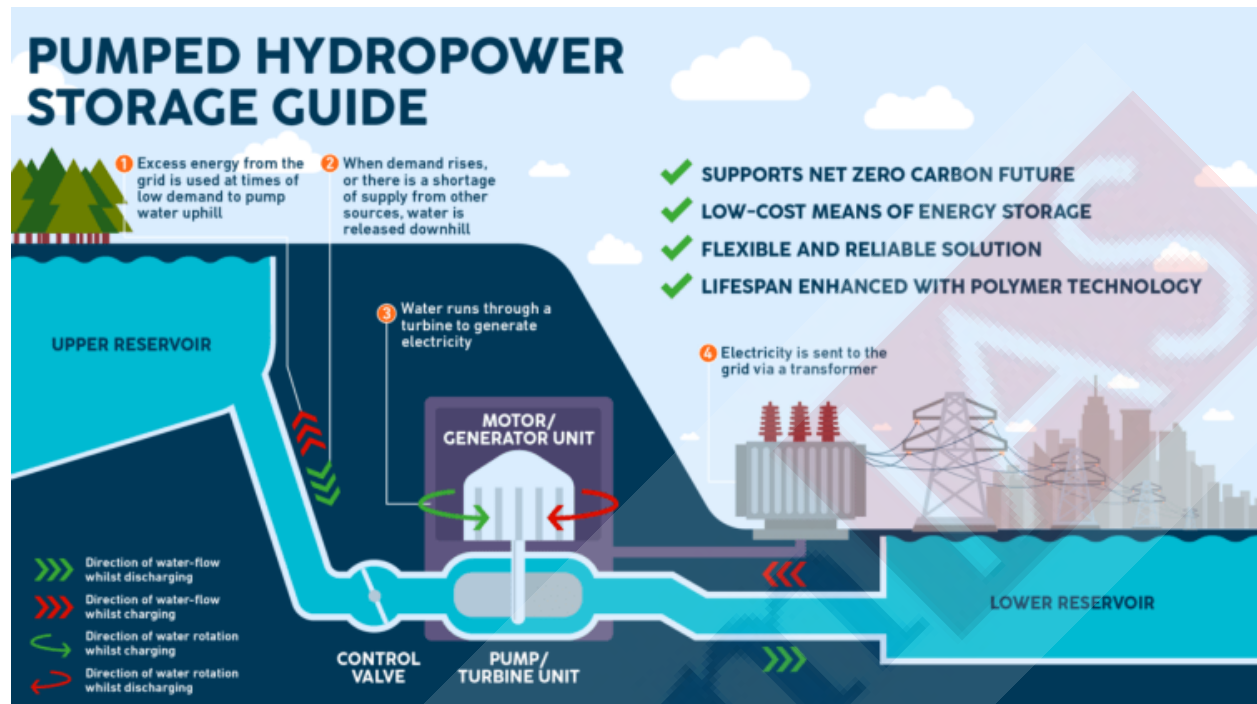 PUMPED HYDROPOWER
STORAGE GUIDE
1 Excess energy from the
grid is used at times of
low demand to pump
water uphill
2 When demand rises,
or there is a shortage
of supply from other
sources, water is
released downhill
SUPPORTS NET ZERO CARBON FUTURE
LOW-COST MEANS OF ENERGY STORAGE
FLEXIBLE AND RELIABLE SOLUTION
LIFESPAN ENHANCED WITH POLYMER TECHNOLOGY
3 Water runs through a
turbine to generate
electricity
UPPER RESERVOIR
4 Electricity is sent to the
grid via a transformer
MOTOR/
GENERATOR UNIT
Direction of water-flow
whilst discharging
Direction of water-flow
whilst charging
Direction of water rotation
whilst charging
Direction of water rotation
whilst discharging
CONTROL
VALVE
PUMP/
TURBINE UNIT
LOWER RESERVOIR